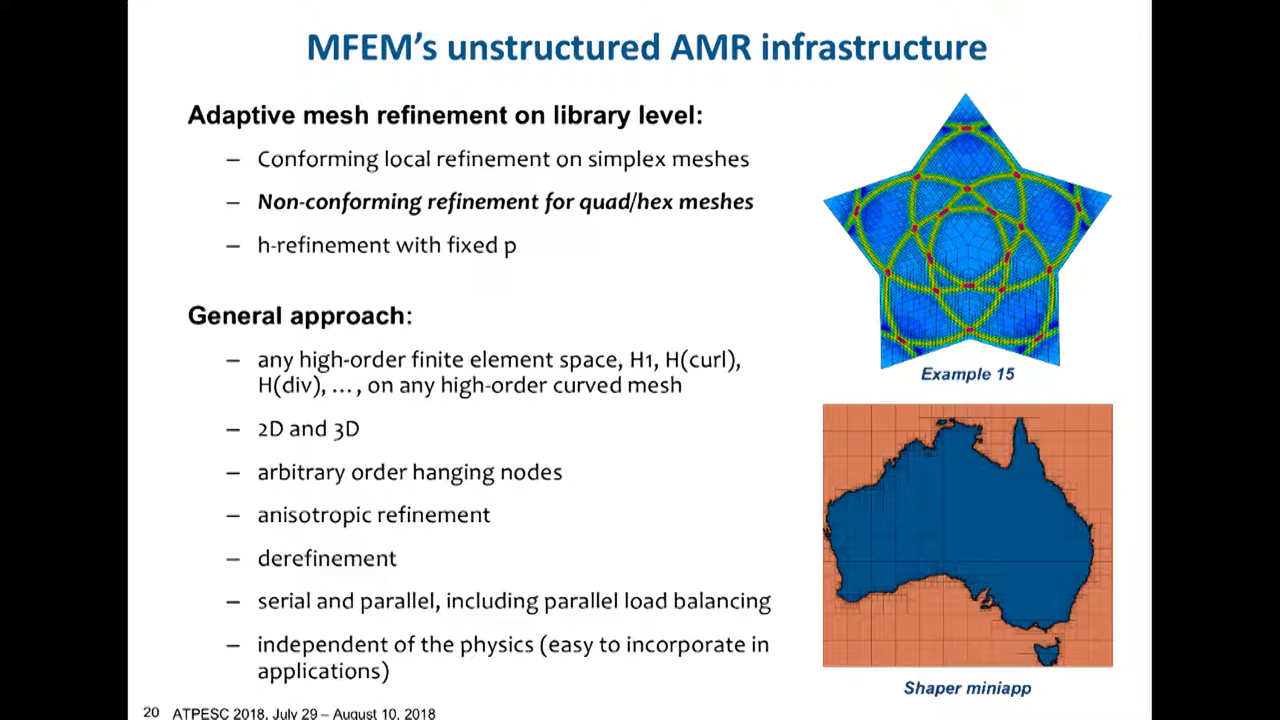 MFEM's unstructured AMR infrastructure
Adaptive mesh refinement on library level:
– Conforming local refinement on simplex meshes
– Non-conforming refinement for quad/hex meshes
– h-refinement with fixed p
General approach:
– any high-order finite element space, H1, H(curl),
H(div), …, on any high-order curved mesh
– 2D and 3D
– arbitrary order hanging nodes
– anisotropic refinement
– derefinement
– serial and parallel, including parallel load balancing
– independent of the physics (easy to incorporate in
applications)
Example 15
Shaper miniapp
20 ATPESC 2018, July 29 – August 10, 2018